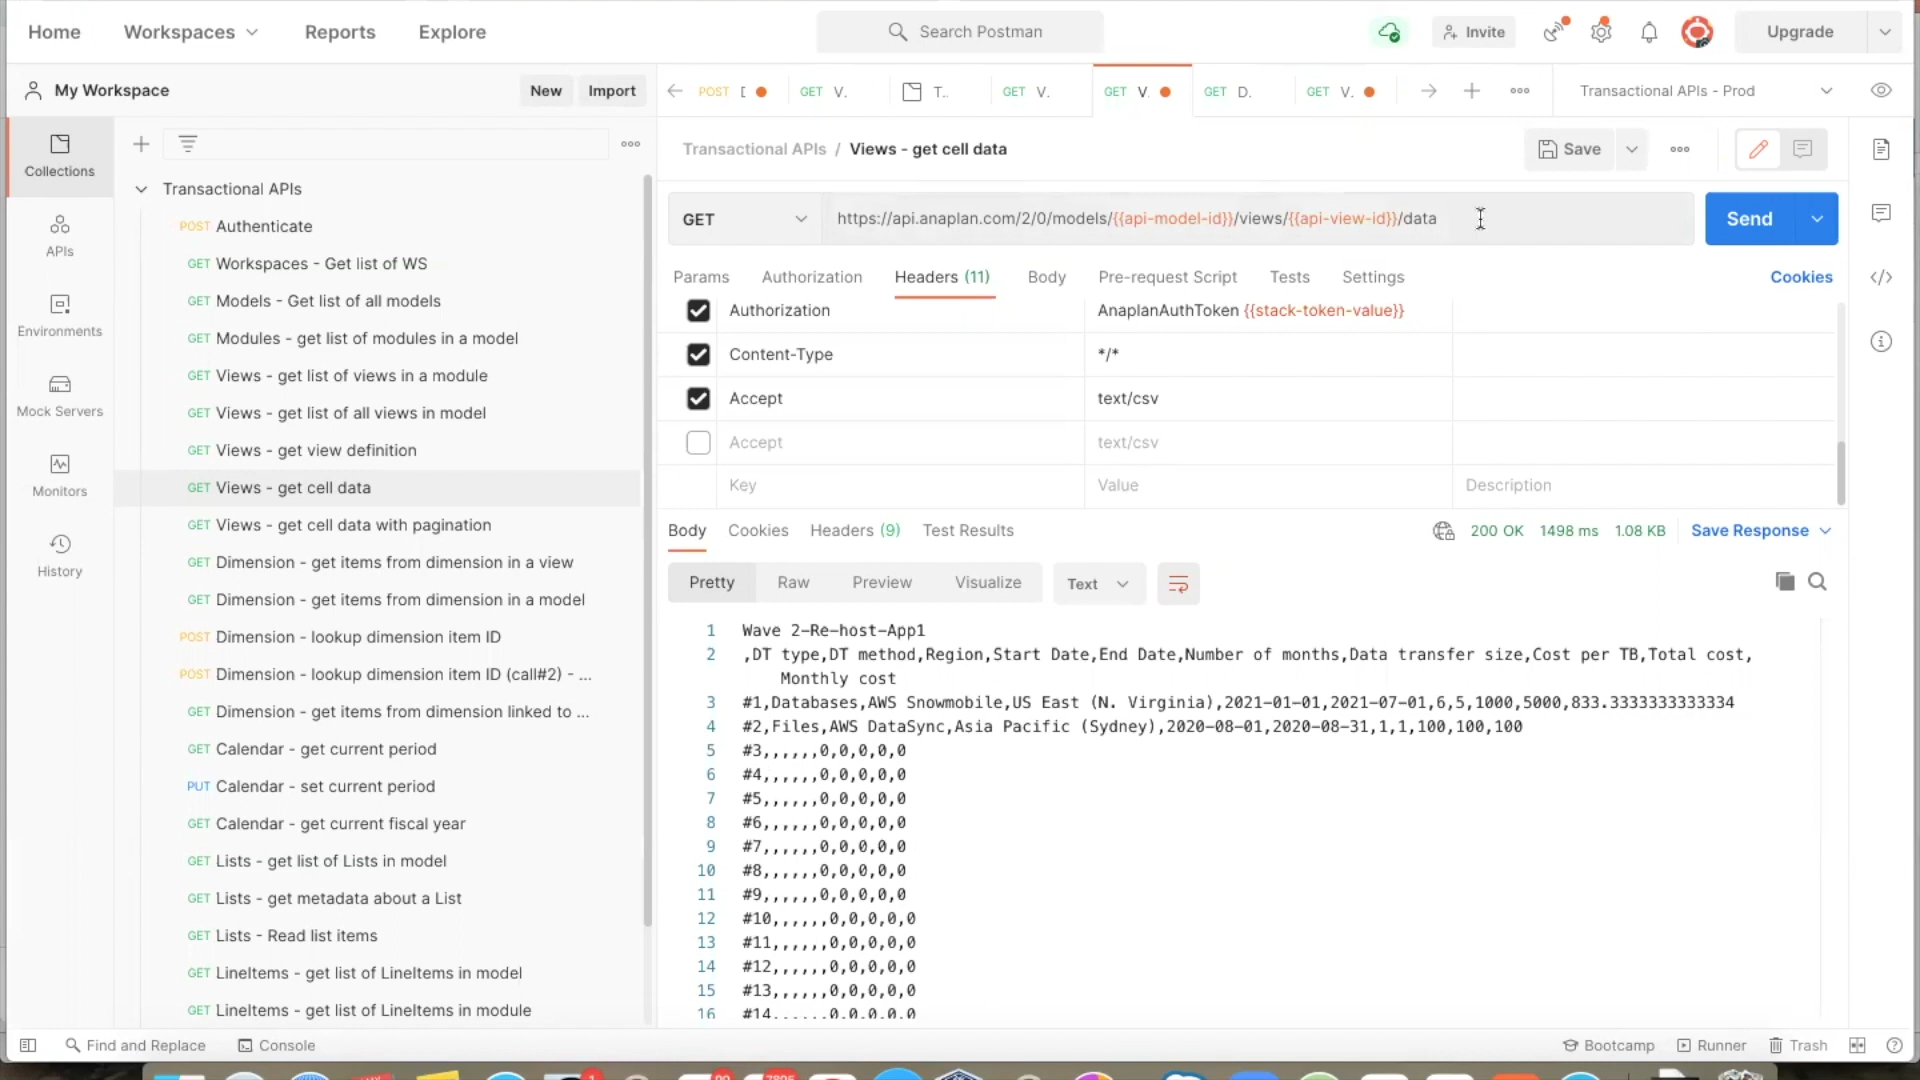 Home
Workspaces
Reports
Explore
Search Postman
Invite
Upgrade
My Workspace
New
Import
POST
GET V.
T..
GET V.
GET V.
GET D.
GET V.
Transactional APIs - Prod
Collections
APIs
Environments
Mock Servers
Monitors
History
Transactional APIs
POST Authenticate
GET Workspaces - Get list of WS
GET Models - Get list of all models
GET Modules - get list of modules in a model
GET Views - get list of views in a module
GET Views - get list of all views in model
GET Views - get view definition
GET Views - get cell data
GET Views - get cell data with pagination
GET Dimension - get items from dimension in a view
GET Dimension - get items from dimension in a model
POST Dimension - lookup dimension item ID
POST Dimension - lookup dimension item ID (call#2) - ...
GET Dimension - get items from dimension linked to ...
GET Calendar - get current period
PUT Calendar - set current period
GET Calendar - get current fiscal year
GET Lists - get list of Lists in model
GET Lists - get metadata about a List
GET Lists - Read list items
GET LineItems - get list of LineItems in model
GET LineItems - get list of LineItems in module
Transactional APIs / Views - get cell data
Save
GET
https://api.anaplan.com/2/0/models/{{api-model-id}}/views/{{api-view-id}}/data
Send
Params
Authorization
Headers (11)
Body
Pre-request Script
Tests
Settings
Cookies
Authorization AnaplanAuthToken {{stack-token-value}}
Content-Type */*
Accept text/csv
Accept text/csv
Key Value Description
Body
Cookies
Headers (9)
Test Results
200 OK 1498 ms 1.08 KB
Save Response
Pretty
Raw
Preview
Visualize
Text
1 Wave 2-Re-host-App1
2 ,DT type,DT method,Region,Start Date,End Date,Number of months,Data transfer size,Cost per TB,Total cost,
Monthly cost
3 #1,Databases,AWS Snowmobile,US East (N. Virginia),2021-01-01,2021-07-01,6,5,1000,5000,833.3333333333334
4 #2,Files,AWS DataSync,Asia Pacific (Sydney),2020-08-01,2020-08-31,1,1,100,100,100
5 #3,,,,,,0,0,0,0,0
6 #4,,,,,,0,0,0,0,0
7 #5,,,,,,0,0,0,0,0
8 #6,,,,,,0,0,0,0,0
9 #7,,,,,,0,0,0,0,0
10 #8,,,,,,0,0,0,0,0
11 #9,,,,,,0,0,0,0,0
12 #10,,,,,,0,0,0,0,0
13 #11,,,,,,0,0,0,0,0
14 #12,,,,,,0,0,0,0,0
15 #13,,,,,,0,0,0,0,0
16 #14,,,,,,0,0,0,0,0
Find and Replace
Console
Bootcamp
Runner
Trash